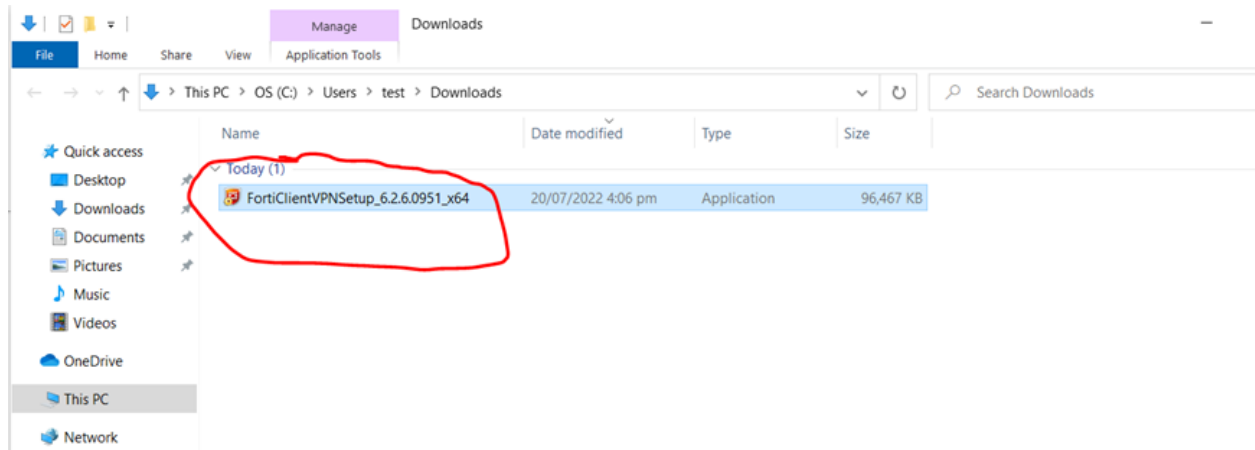 Manage Downloads
File Home Share View Application Tools
This PC > OS (C:) > Users > test > Downloads Search Downloads
Name Date modified Type Size
Quick access
Today (1)
Desktop
FortiClientVPNSetup_6.2.6.0951_x64 20/07/2022 4:06 pm Application 96,467 KB
Downloads
Documents
Pictures
Music
Videos
OneDrive
This PC
Network